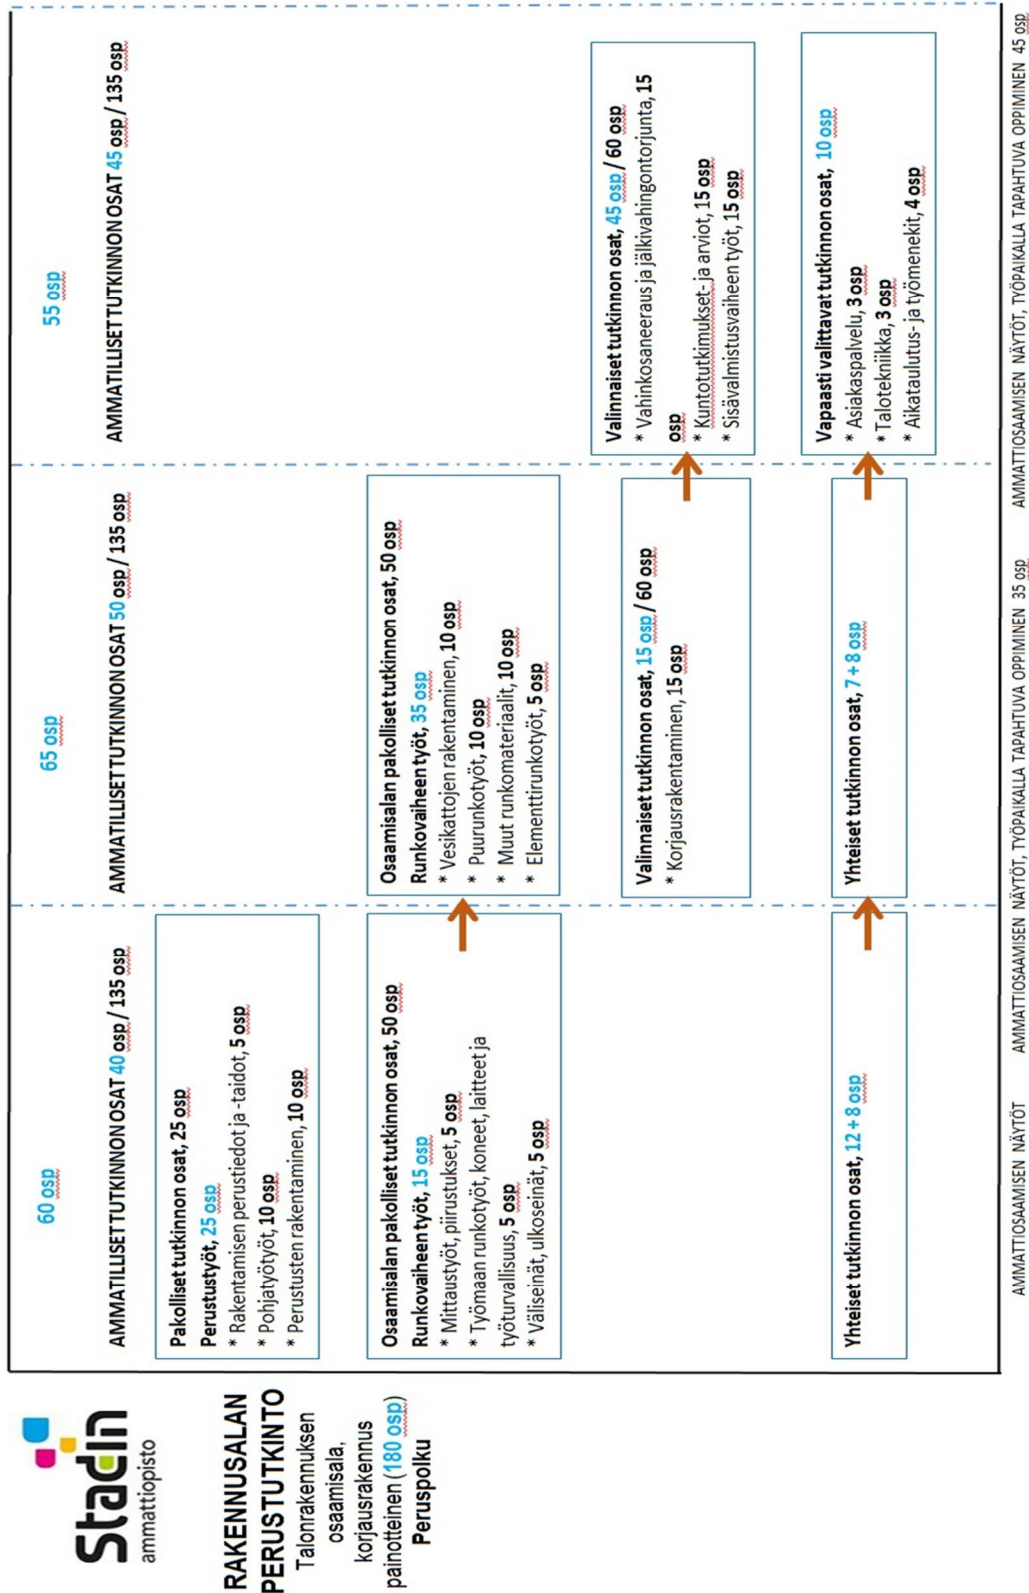 Stadin
ammattiopisto
RAKENNUSALAN
PERUSTUTKINTO
Talonrakennuksen
osaamisala,
korjausrakennus
painotteinen (180 osp)
Peruspolku
60 osp
AMMATILLISET TUTKINNON OSAT 40 osp / 135 osp
Pakolliset tutkinnon osat, 25 osp
Perustustyöt, 25 osp
* Rakentamisen perustiedot ja -taidot, 5 osp
* Pohjatyötyöt, 10 osp
* Perustusten rakentaminen, 10 osp
Osaamisalan pakolliset tutkinnon osat, 50 osp
Runkovaiheen työt, 15 osp
* Mittaustyöt, piirustukset, 5 osp
* Työmaan runkotyöt, koneet, laitteet ja
työturvallisuus, 5 osp
* Väliseinät, ulkoseinät, 5 osp
Yhteiset tutkinnon osat, 12 + 8 osp
AMMATTIOSAAMISEN NÄYTÖT
65 osp
AMMATILLISET TUTKINNON OSAT 50 osp / 135 osp
Osaamisalan pakolliset tutkinnon osat, 50 osp
Runkovaiheen työt, 35 osp
* Vesikattojen rakentaminen, 10 osp
* Puurunkotyöt, 10 osp
* Muut runkomateriaalit, 10 osp
* Elementtirunkotyöt, 5 osp
Valinnaiset tutkinnon osat, 15 osp / 60 osp
* Korjausrakentaminen, 15 osp
Yhteiset tutkinnon osat, 7 + 8 osp
AMMATTIOSAAMISEN NÄYTÖT, TYÖPAIKALLA TAPAHTUVA OPPIMINEN 35 osp
55 osp
AMMATILLISET TUTKINNON OSAT 45 osp / 135 osp
Valinnaiset tutkinnon osat, 45 osp / 60 osp
* Vahinkosaneeraus ja jälkivahingontorjunta, 15
osp
* Kuntotutkimukset- ja arviot, 15 osp
* Sisävalmistusvaiheen työt, 15 osp
Vapaasti valittavat tutkinnon osat, 10 osp
* Asiakaspalvelu, 3 osp
* Talotekniikka, 3 osp
* Aikataulutus- ja työmenekit, 4 osp
AMMATTIOSAAMISEN NÄYTÖT, TYÖPAIKALLA TAPAHTUVA OPPIMINEN 45 osp